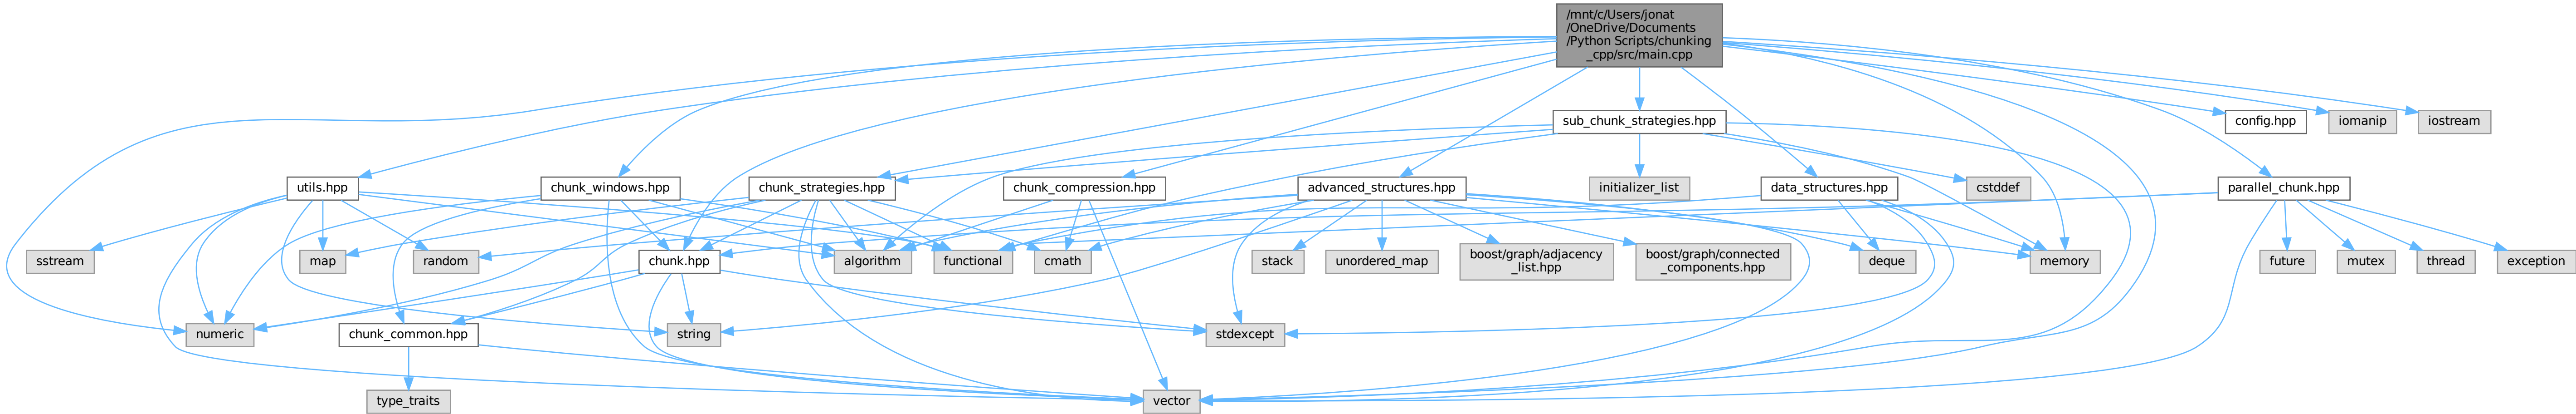 /mnt/c/Users/jonat
/OneDrive/Documents
/Python Scripts/chunking
_cpp/src/main.cpp
sub_chunk_strategies.hpp
config.hpp
iomanip
iostream
utils.hpp
chunk_windows.hpp
chunk_strategies.hpp
chunk_compression.hpp
advanced_structures.hpp
initializer_list
data_structures.hpp
cstddef
parallel_chunk.hpp
sstream
map
random
chunk.hpp
algorithm
functional
cmath
stack
unordered_map
boost/graph/adjacency
_list.hpp
boost/graph/connected
_components.hpp
deque
memory
future
mutex
thread
exception
numeric
chunk_common.hpp
string
stdexcept
type_traits
vector